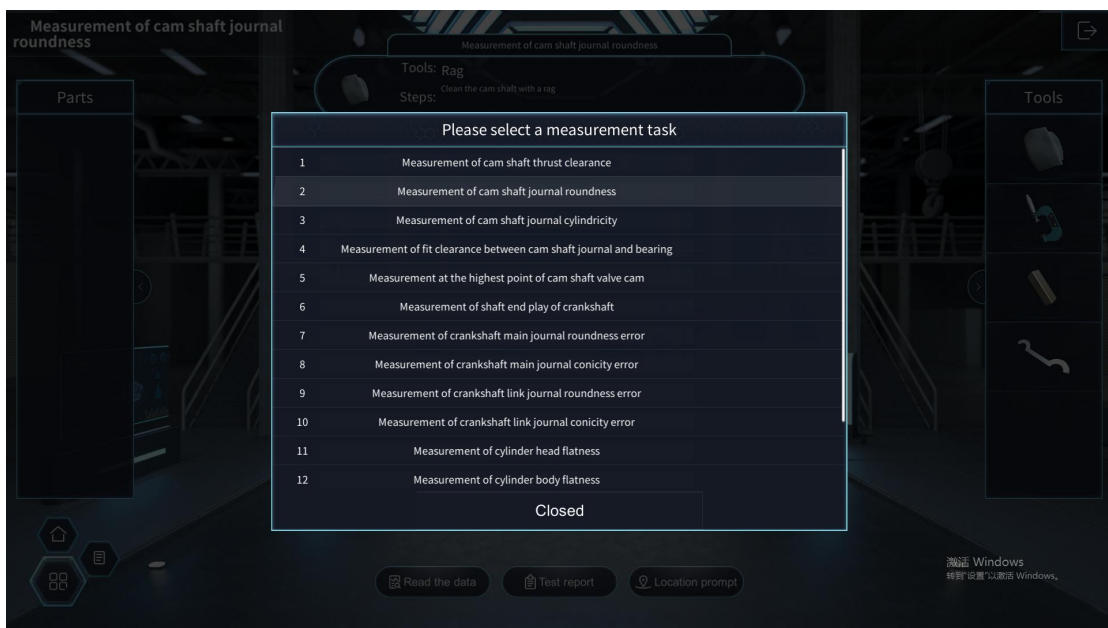 Measurement of cam shaft journal
roundness
Measurement of cam shaft journal roundness
Tools: Rag
Steps: Clean the cam shaft with a rag
Parts
Tools
Please select a measurement task
1 Measurement of cam shaft thrust clearance
2 Measurement of cam shaft journal roundness
3 Measurement of cam shaft journal cylindricity
4 Measurement of fit clearance between cam shaft journal and bearing
5 Measurement at the highest point of cam shaft valve cam
6 Measurement of shaft end play of crankshaft
7 Measurement of crankshaft main journal roundness error
8 Measurement of crankshaft main journal conicity error
9 Measurement of crankshaft link journal roundness error
10 Measurement of crankshaft link journal conicity error
11 Measurement of cylinder head flatness
12 Measurement of cylinder body flatness
Closed
激活 Windows
转到"设置"以激活 Windows。
Read the data
Test report
Location prompt